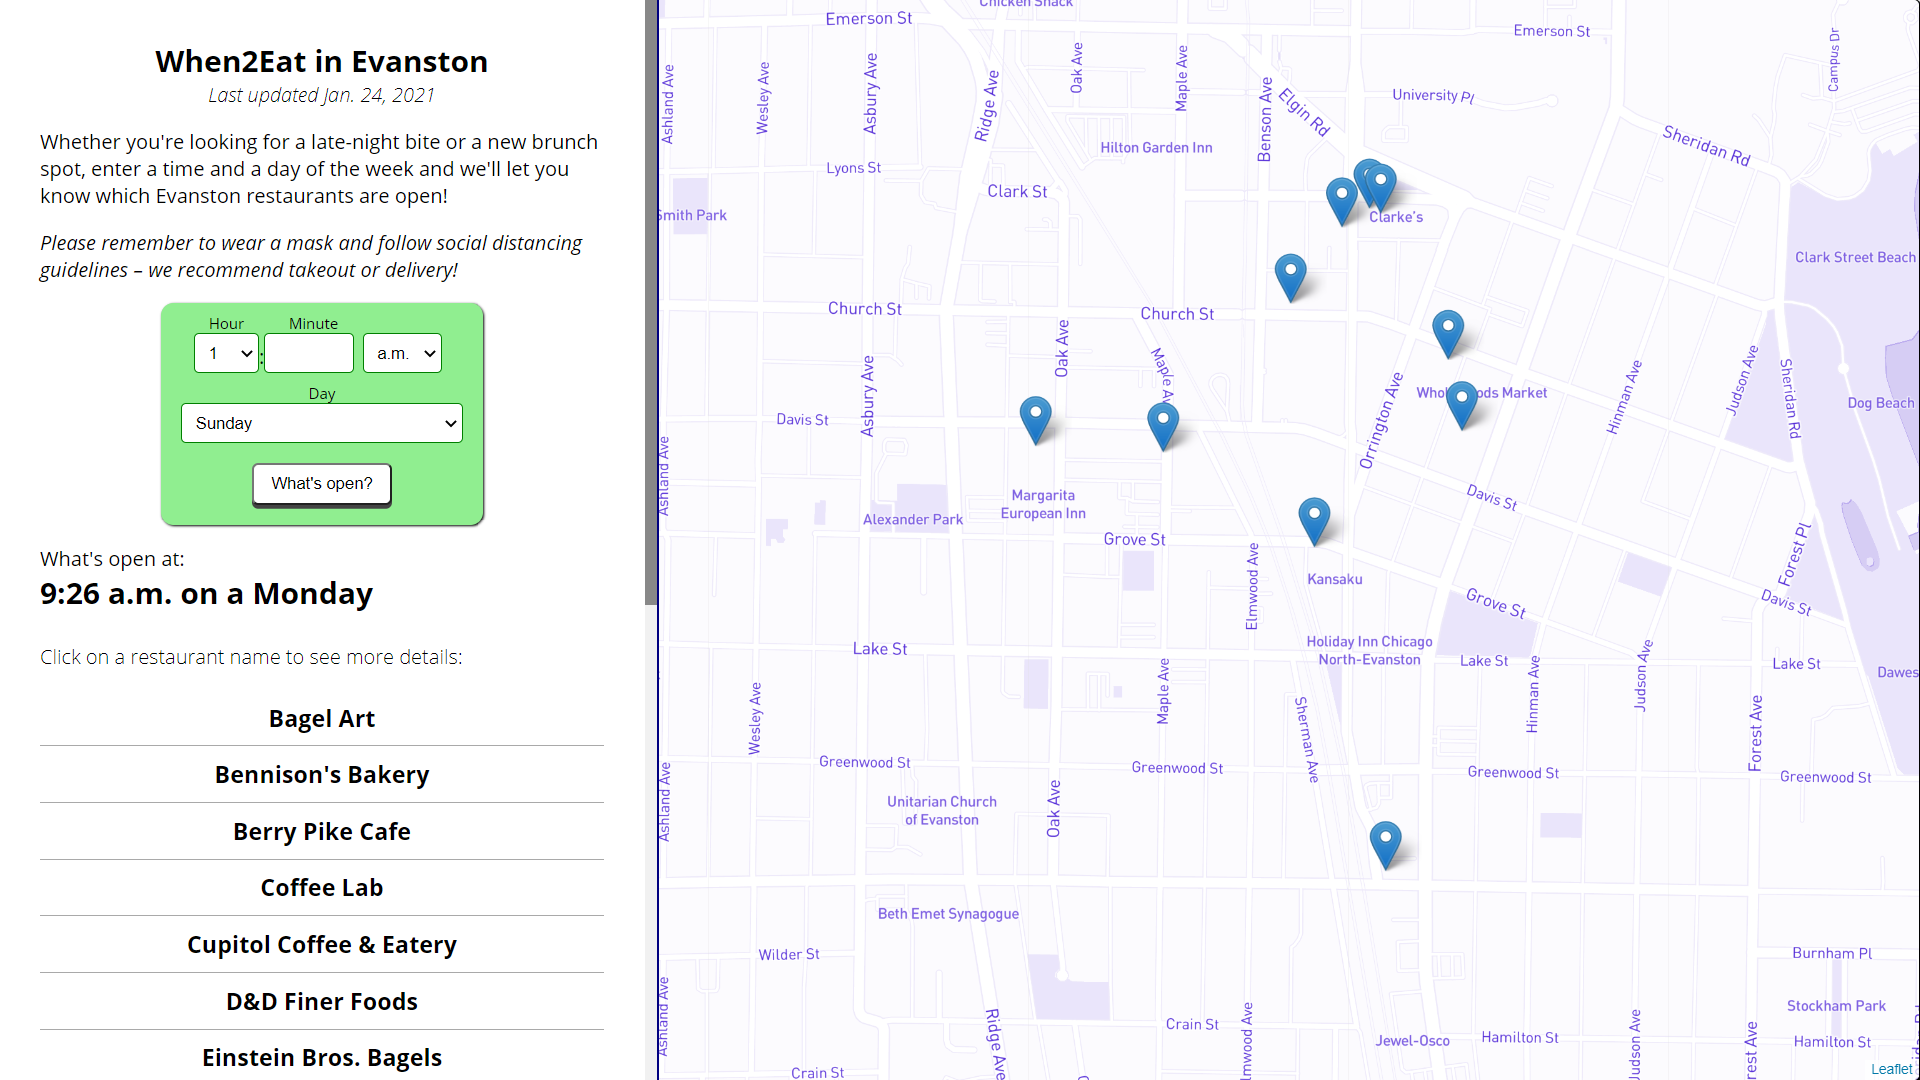 When2Eat in Evanston
Last updated Jan. 24, 2021
Whether you're looking for a late-night bite or a new brunch
spot, enter a time and a day of the week and we'll let you
know which Evanston restaurants are open!
Please remember to wear a mask and follow social distancing
guidelines – we recommend takeout or delivery!
Hour
Minute
1
:
a.m.
Day
Sunday
What's open?
What's open at:
9:26 a.m. on a Monday
Click on a restaurant name to see more details:
Bagel Art
Bennison's Bakery
Berry Pike Cafe
Coffee Lab
Cupitol Coffee & Eatery
D&D Finer Foods
Einstein Bros. Bagels
Chicken Shack
Emerson St
Emerson St
Ashland Ave
Wesley Ave
Asbury Ave
Ridge Ave
Oak Ave
Maple Ave
Benson Ave
Elgin Rd
University Pl
Campus Dr
Sheridan Rd
Hilton Garden Inn
Lyons St
Clark St
Smith Park
Clarke's
Clark Street Beach
Church St
Church St
Oak Ave
Maple Av
Asbury Ave
Orrington Ave
Hinman Ave
Judson Ave
Sheridan Rd
Dog Beach
Davis St
Ashland Ave
Margarita
European Inn
Alexander Park
Grove St
Davis St
Elmwood Ave
Kansaku
Grove St
Forest Pl
Davis St
Holiday Inn Chicago
North-Evanston
Lake St
Lake St
Lake St
Dawes
Wesley Ave
Maple Ave
Sherman Ave
Hinman Ave
Judson Ave
Forest Ave
Greenwood St
Greenwood St
Greenwood St
Greenwood St
Ashland Ave
Unitarian Church
of Evanston
Oak Ave
Beth Emet Synagogue
Wilder St
Burnham Pl
Ashland Ave
Ridge Ave
Crain St
Crain St
lmwood Ave
Jewel-Osco
Hamilton St
Judson Ave
rest Ave
Stockham Park
Hamilton St
Leaflet